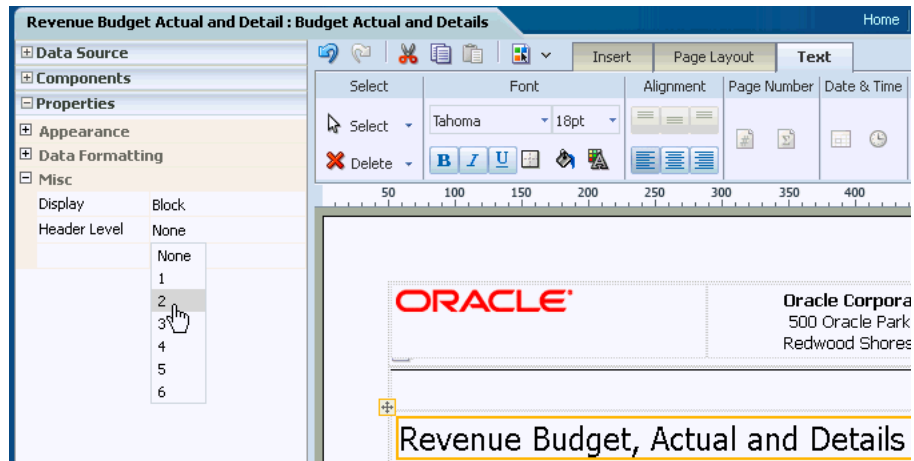 Revenue Budget Actual and Detail : Budget Actual and Details
Home
Data Source
Components
Properties
Appearance
Data Formatting
Misc
Display Block
Header Level None
None
1
2
3
4
5
6
Insert Page Layout Text
Select Font Alignment Page Number Date & Time
Select Tahoma 18pt
Delete B I U
50 100 150 200 250 300 350 400
ORACLE
Oracle Corpora
500 Oracle Park
Redwood Shores
Revenue Budget, Actual and Details